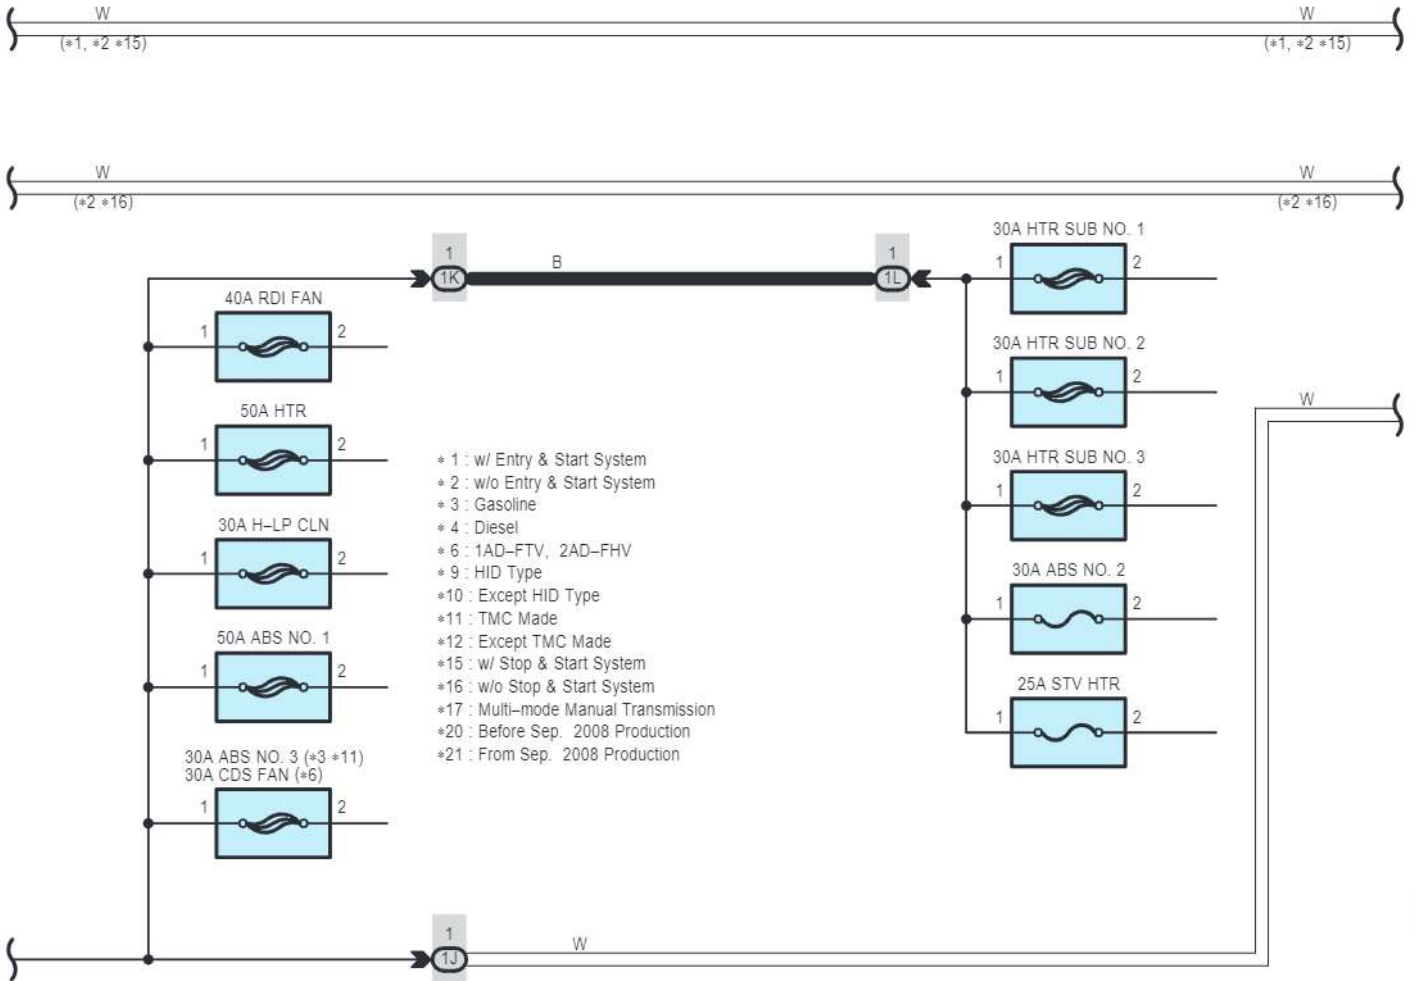 W W
(*1, *2 *15) (*1, *2 *15)
W W
(*2 *16) (*2 *16)
30A HTR SUB NO. 1
1 1
1K B 1L
1 2
40A RDI FAN
1 2
30A HTR SUB NO. 2
1 2
50A HTR
1 2
W
* 1 : w/ Entry & Start System
* 2 : w/o Entry & Start System
* 3 : Gasoline
* 4 : Diesel
* 6 : 1AD–FTV, 2AD–FHV
* 9 : HID Type
*10 : Except HID Type
*11 : TMC Made
*12 : Except TMC Made
*15 : w/ Stop & Start System
*16 : w/o Stop & Start System
*17 : Multi–mode Manual Transmission
*20 : Before Sep. 2008 Production
*21 : From Sep. 2008 Production
30A HTR SUB NO. 3
1 2
30A H–LP CLN
1 2
30A ABS NO. 2
1 2
50A ABS NO. 1
1 2
25A STV HTR
1 2
30A ABS NO. 3 (*3 *11)
30A CDS FAN (*6)
1 2
1
1J W